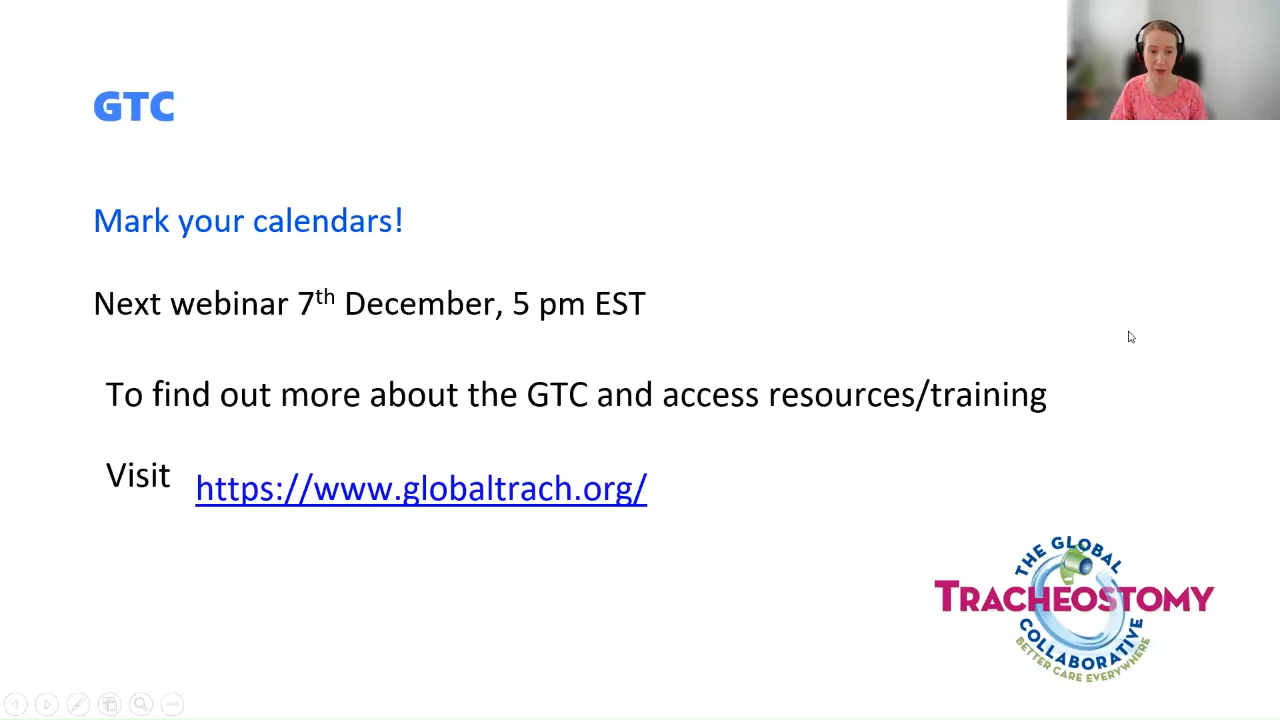 GTC
Mark your calendars!
Next webinar 7th December, 5 pm EST
To find out more about the GTC and access resources/training
Visit https://www.globaltrach.org/
THE GLOBAL
TRACHEOSTOMY
COLLABORATIVE
BETTER CARE EVERYWHERE